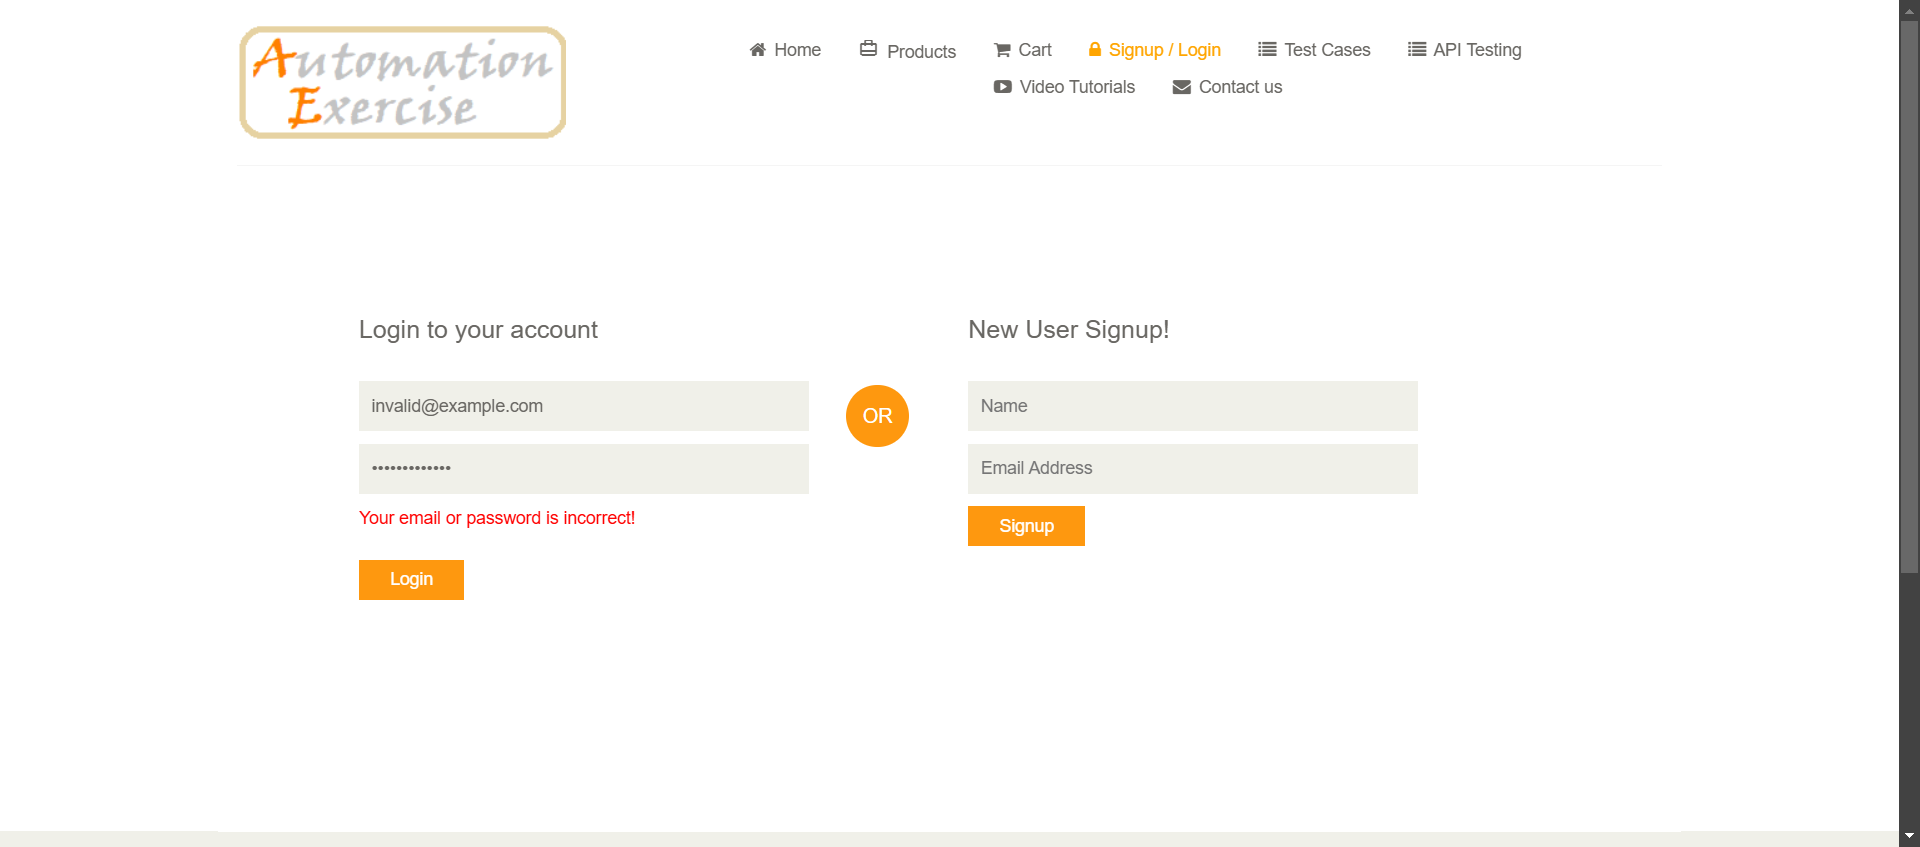 Automation
Exercise
Home
Products
Cart
Signup / Login
Test Cases
API Testing
Video Tutorials
Contact us
Login to your account
invalid@example.com
•••••••••••••
Your email or password is incorrect!
Login
OR
New User Signup!
Name
Email Address
Signup